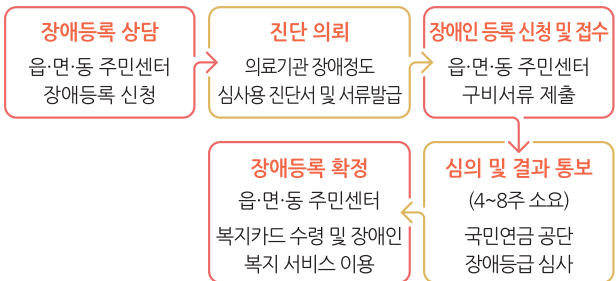 장애등록 상담
읍·면·동 주민센터
장애등록 신청
진단 의뢰
의료기관 장애정도
심사용 진단서 및 서류발급
장애인 등록 신청 및 접수
읍·면·동 주민센터
구비서류 제출
심의 및 결과 통보
(4~8주 소요)
국민연금 공단
장애등급 심사
장애등록 확정
읍·면·동 주민센터
복지카드 수령 및 장애인
복지 서비스 이용